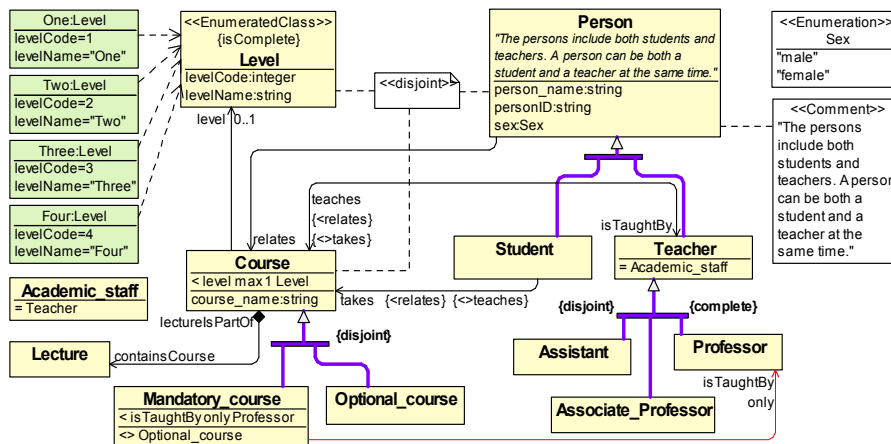 One:Level
levelCode=1
levelName="One"
Two:Level
levelCode=2
levelName="Two"
Three:Level
levelCode=3
levelName="Three"
Four:Level
levelCode=4
levelName="Four"
<<EnumeratedClass>>
{isComplete}
Level
levelCode:integer
levelName:string
level 0..1
<<disjoint>>
Person
"The persons include both students and
teachers. A person can be both a
student and a teacher at the same time."
person_name:string
personID:string
sex:Sex
<<Enumeration>>
Sex
"male"
"female"
<<Comment>>
"The persons
include both
students and
teachers. A person
can be both a
student and a
teacher at the
same time."
relates
teaches
{<relates}
{<>takes}
isTaughtBy
Student
Teacher
= Academic_staff
Course
< level max 1 Level
course_name:string
takes {<relates} {<>teaches}
Academic_staff
= Teacher
lectureIsPartOf
{disjoint}
{disjoint}
{complete}
Lecture
containsCourse
Assistant
Professor
Mandatory_course
< isTaughtBy only Professor
<> Optional_course
Optional_course
Associate_Professor
isTaughtBy
only